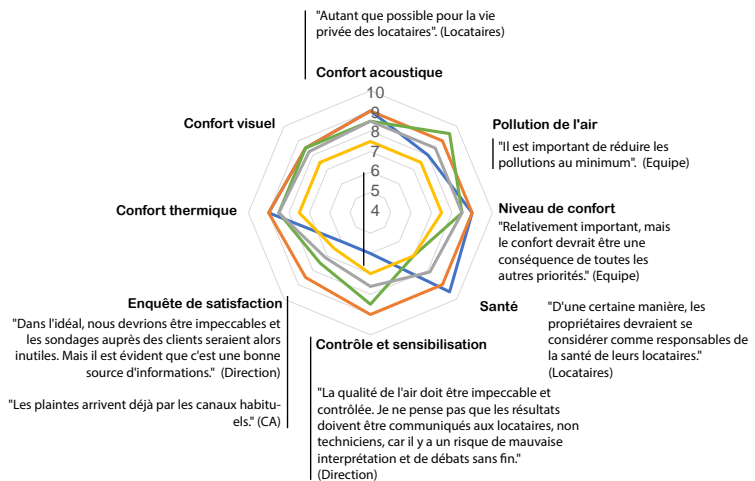 "Autant que possible pour la vie
privée des locataires". (Locataires)
Confort acoustique
10
9
8
7
6
5
4
Confort visuel
Pollution de l'air
"Il est important de réduire les
pollutions au minimum". (Equipe)
Confort thermique
Niveau de confort
"Relativement important, mais
le confort devrait être une
conséquence de toutes les
autres priorités." (Equipe)
Enquête de satisfaction
"Dans l'idéal, nous devrions être impeccables et
les sondages auprès des clients seraient alors
inutiles. Mais il est évident que c'est une bonne
source d'informations." (Direction)
"Les plaintes arrivent déjà par les canaux habitu-
els." (CA)
Santé
"D'une certaine manière, les
propriétaires devraient se
considérer comme responsables de
la santé de leurs locataires."
(Locataires)
Contrôle et sensibilisation
"La qualité de l'air doit être impeccable et
contrôlée. Je ne pense pas que les résultats
doivent être communiqués aux locataires, non
techniciens, car il y a un risque de mauvaise
interprétation et de débats sans fin."
(Direction)